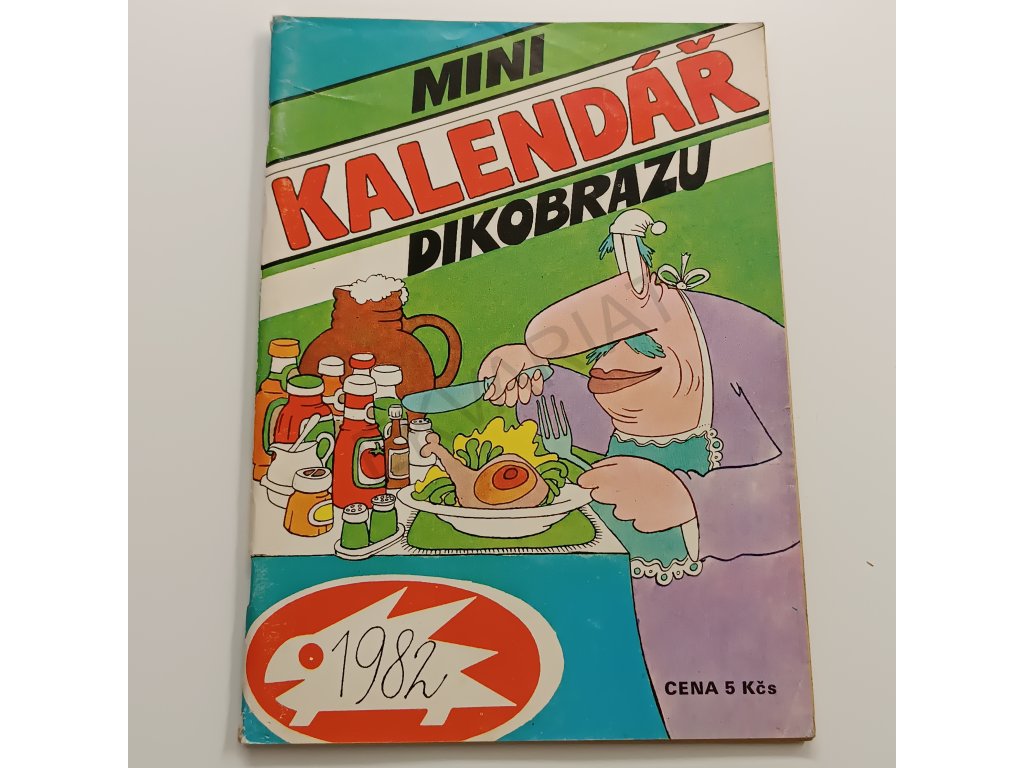 MINI
KALENDÁŘ
DIKOBRAZU
1982
CENA 5 Kčs